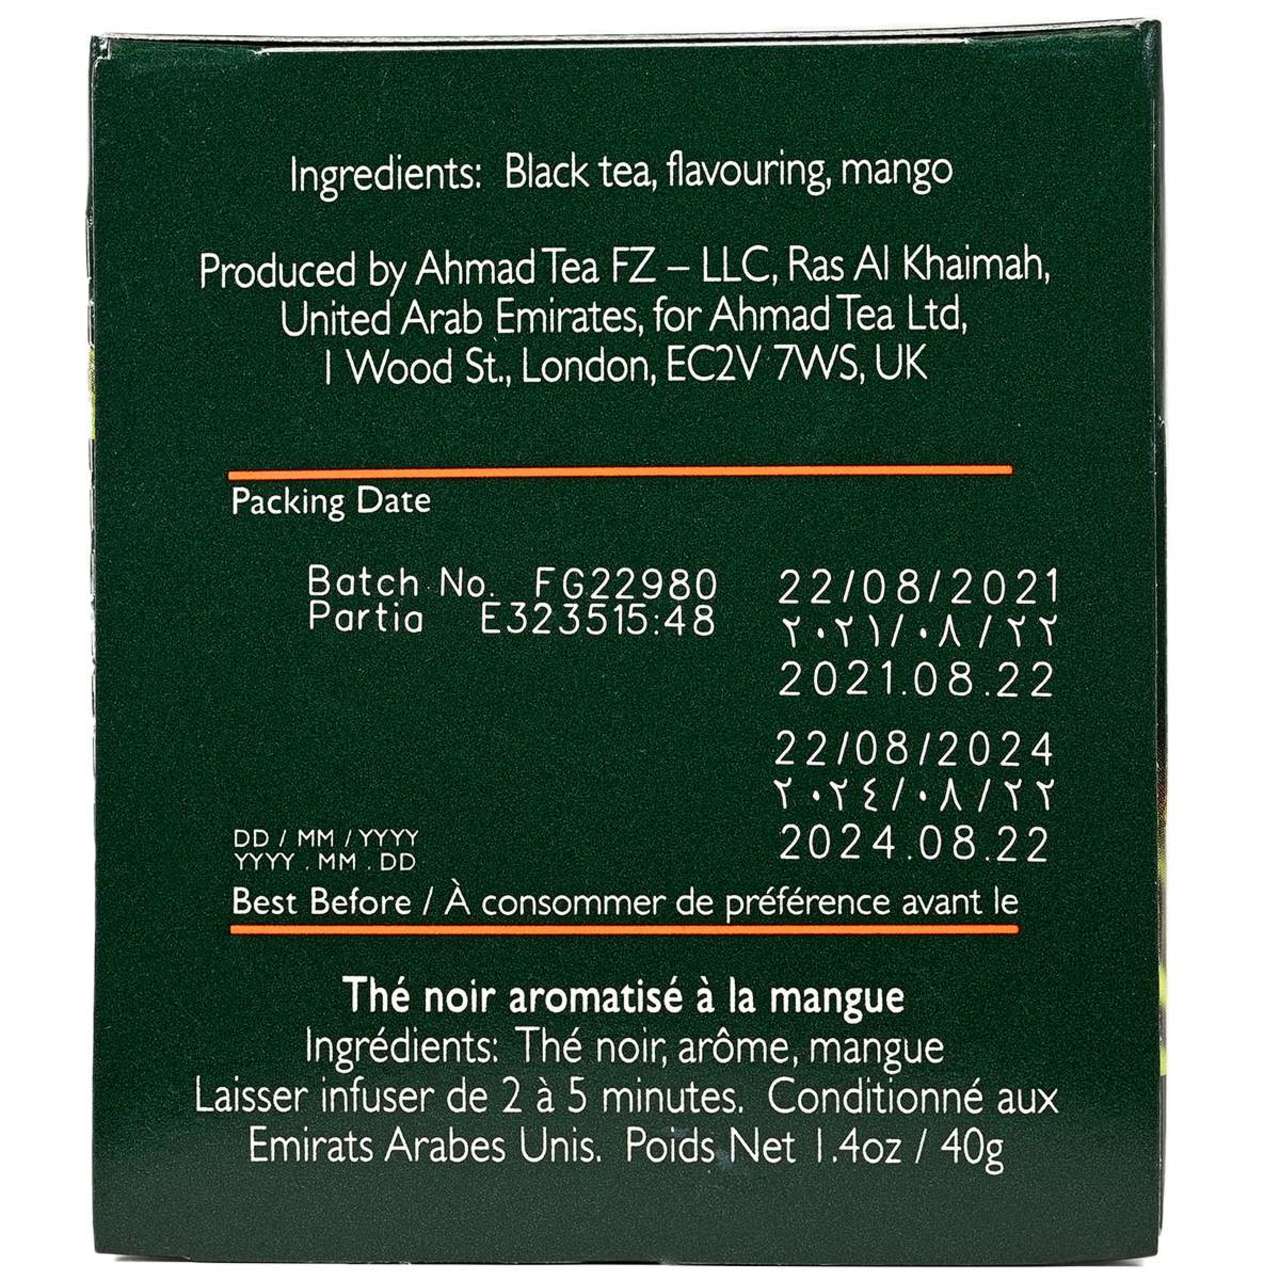 Ingredients: Black tea, flavouring, mango
Produced by Ahmad Tea FZ – LLC, Ras Al Khaimah,
United Arab Emirates, for Ahmad Tea Ltd,
1 Wood St., London, EC2V 7WS, UK
Packing Date
Batch No. FG22980 22/08/2021
Partia E323515:48 ٢٠٢١/٠٨/٢٢
2021.08.22
22/08/2024
٢٠٢٤/٠٨/٢٢
DD / MM / YYYY 2024.08.22
YYYY . MM . DD
Best Before / À consommer de préférence avant le
Thé noir aromatisé à la mangue
Ingrédients: Thé noir, arôme, mangue
Laisser infuser de 2 à 5 minutes. Conditionné aux
Emirats Arabes Unis. Poids Net 1.4oz / 40g